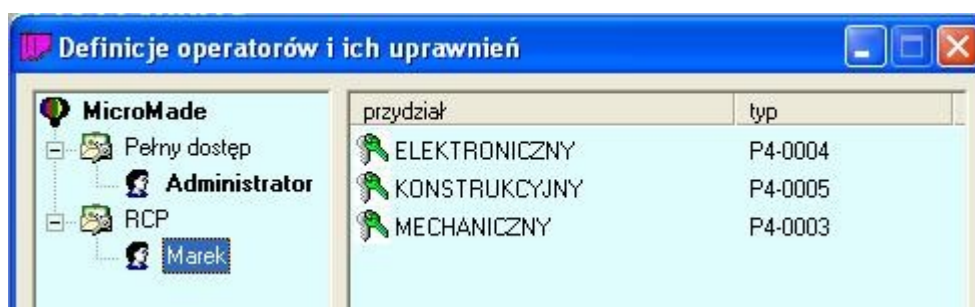 Definicje operatorów i ich uprawnień
MicroMade
Pełny dostęp
Administrator
RCP
Marek
przydział typ
ELEKTRONICZNY P4-0004
KONSTRUKCYJNY P4-0005
MECHANICZNY P4-0003